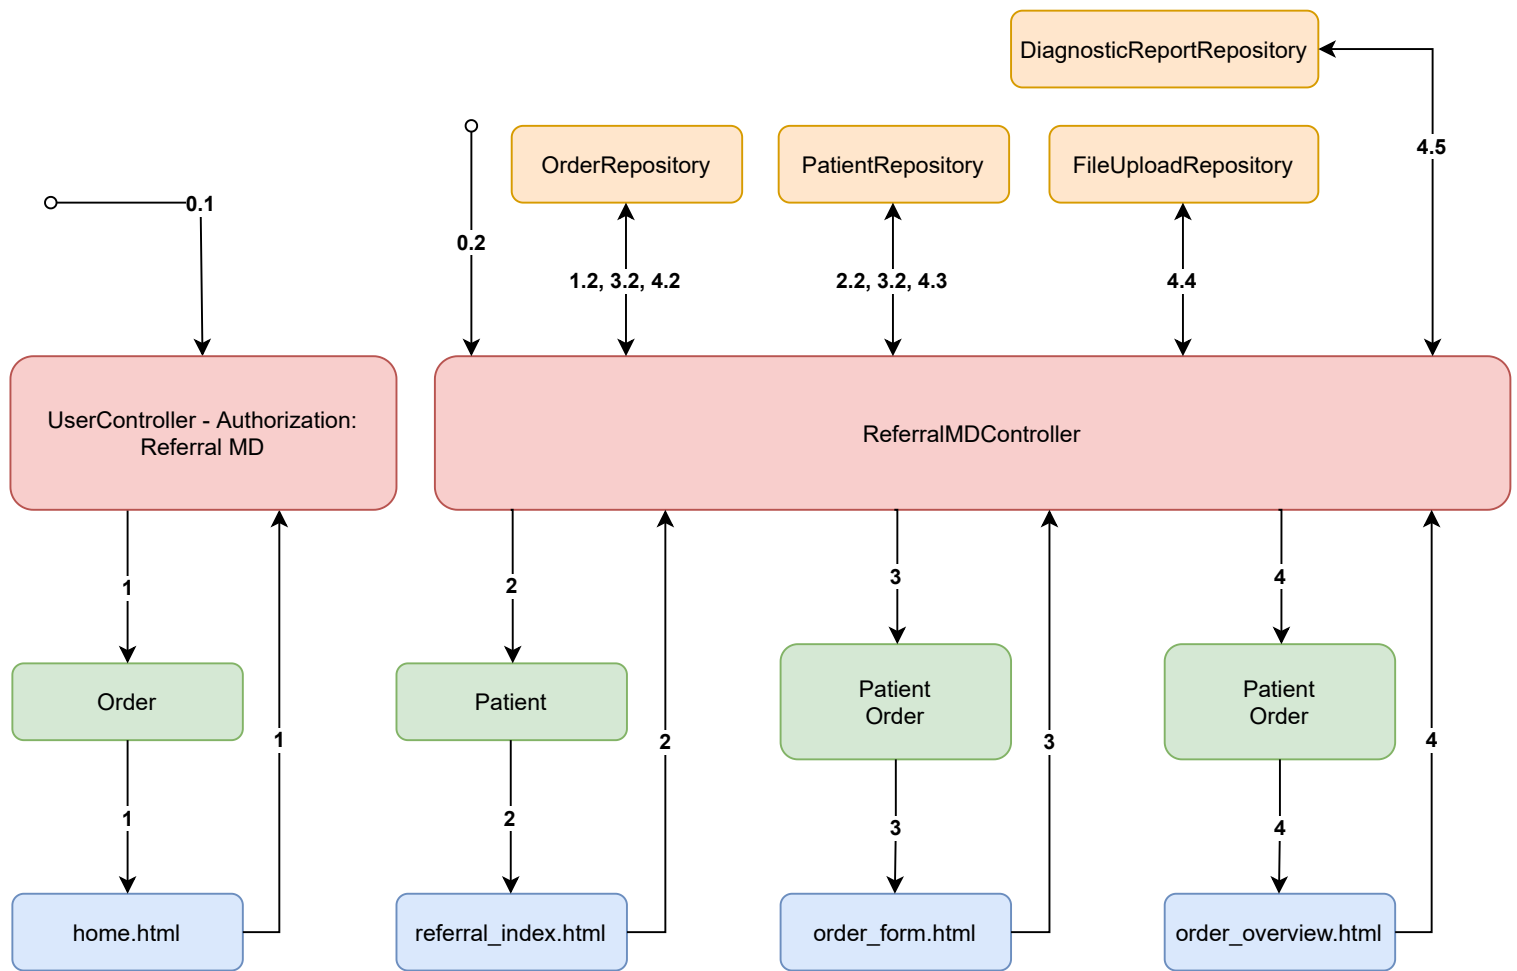 DiagnosticReportRepository
OrderRepository
PatientRepository
FileUploadRepository
4.5
0.1
0.2
1.2, 3.2, 4.2
2.2, 3.2, 4.3
4.4
UserController - Authorization:
Referral MD
ReferralMDController
1
2
3
4
Order
Patient
Patient
Order
Patient
Order
1
2
3
4
1
2
3
4
home.html
referral_index.html
order_form.html
order_overview.html